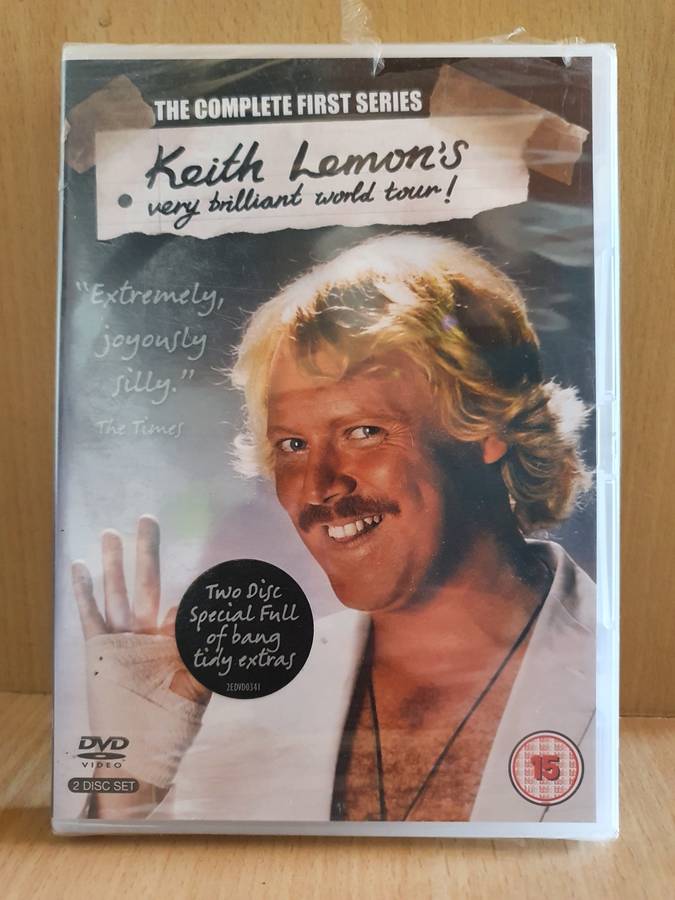 THE COMPLETE FIRST SERIES
Keith Lemon's
very brilliant world tour!
"Extremely,
joyously
silly."
The Times
Two Disc
Special Full
of bang
tidy extras
2EDVD0341
DVD
VIDEO
2 DISC SET
15